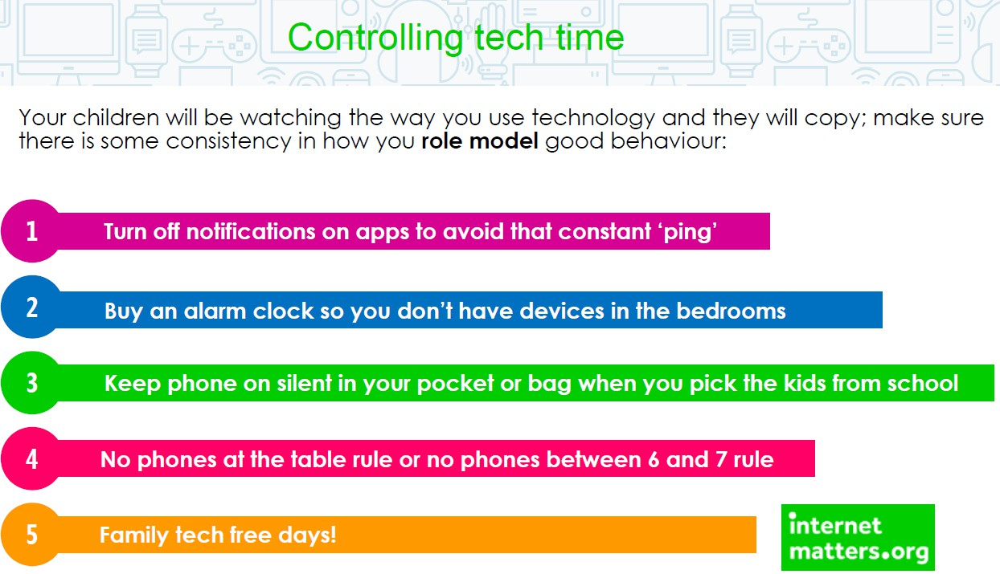 Controlling tech time
Your children will be watching the way you use technology and they will copy; make sure
there is some consistency in how you role model good behaviour:
1 Turn off notifications on apps to avoid that constant ‘ping’
2 Buy an alarm clock so you don’t have devices in the bedrooms
3 Keep phone on silent in your pocket or bag when you pick the kids from school
4 No phones at the table rule or no phones between 6 and 7 rule
5 Family tech free days!
internet
matters.org